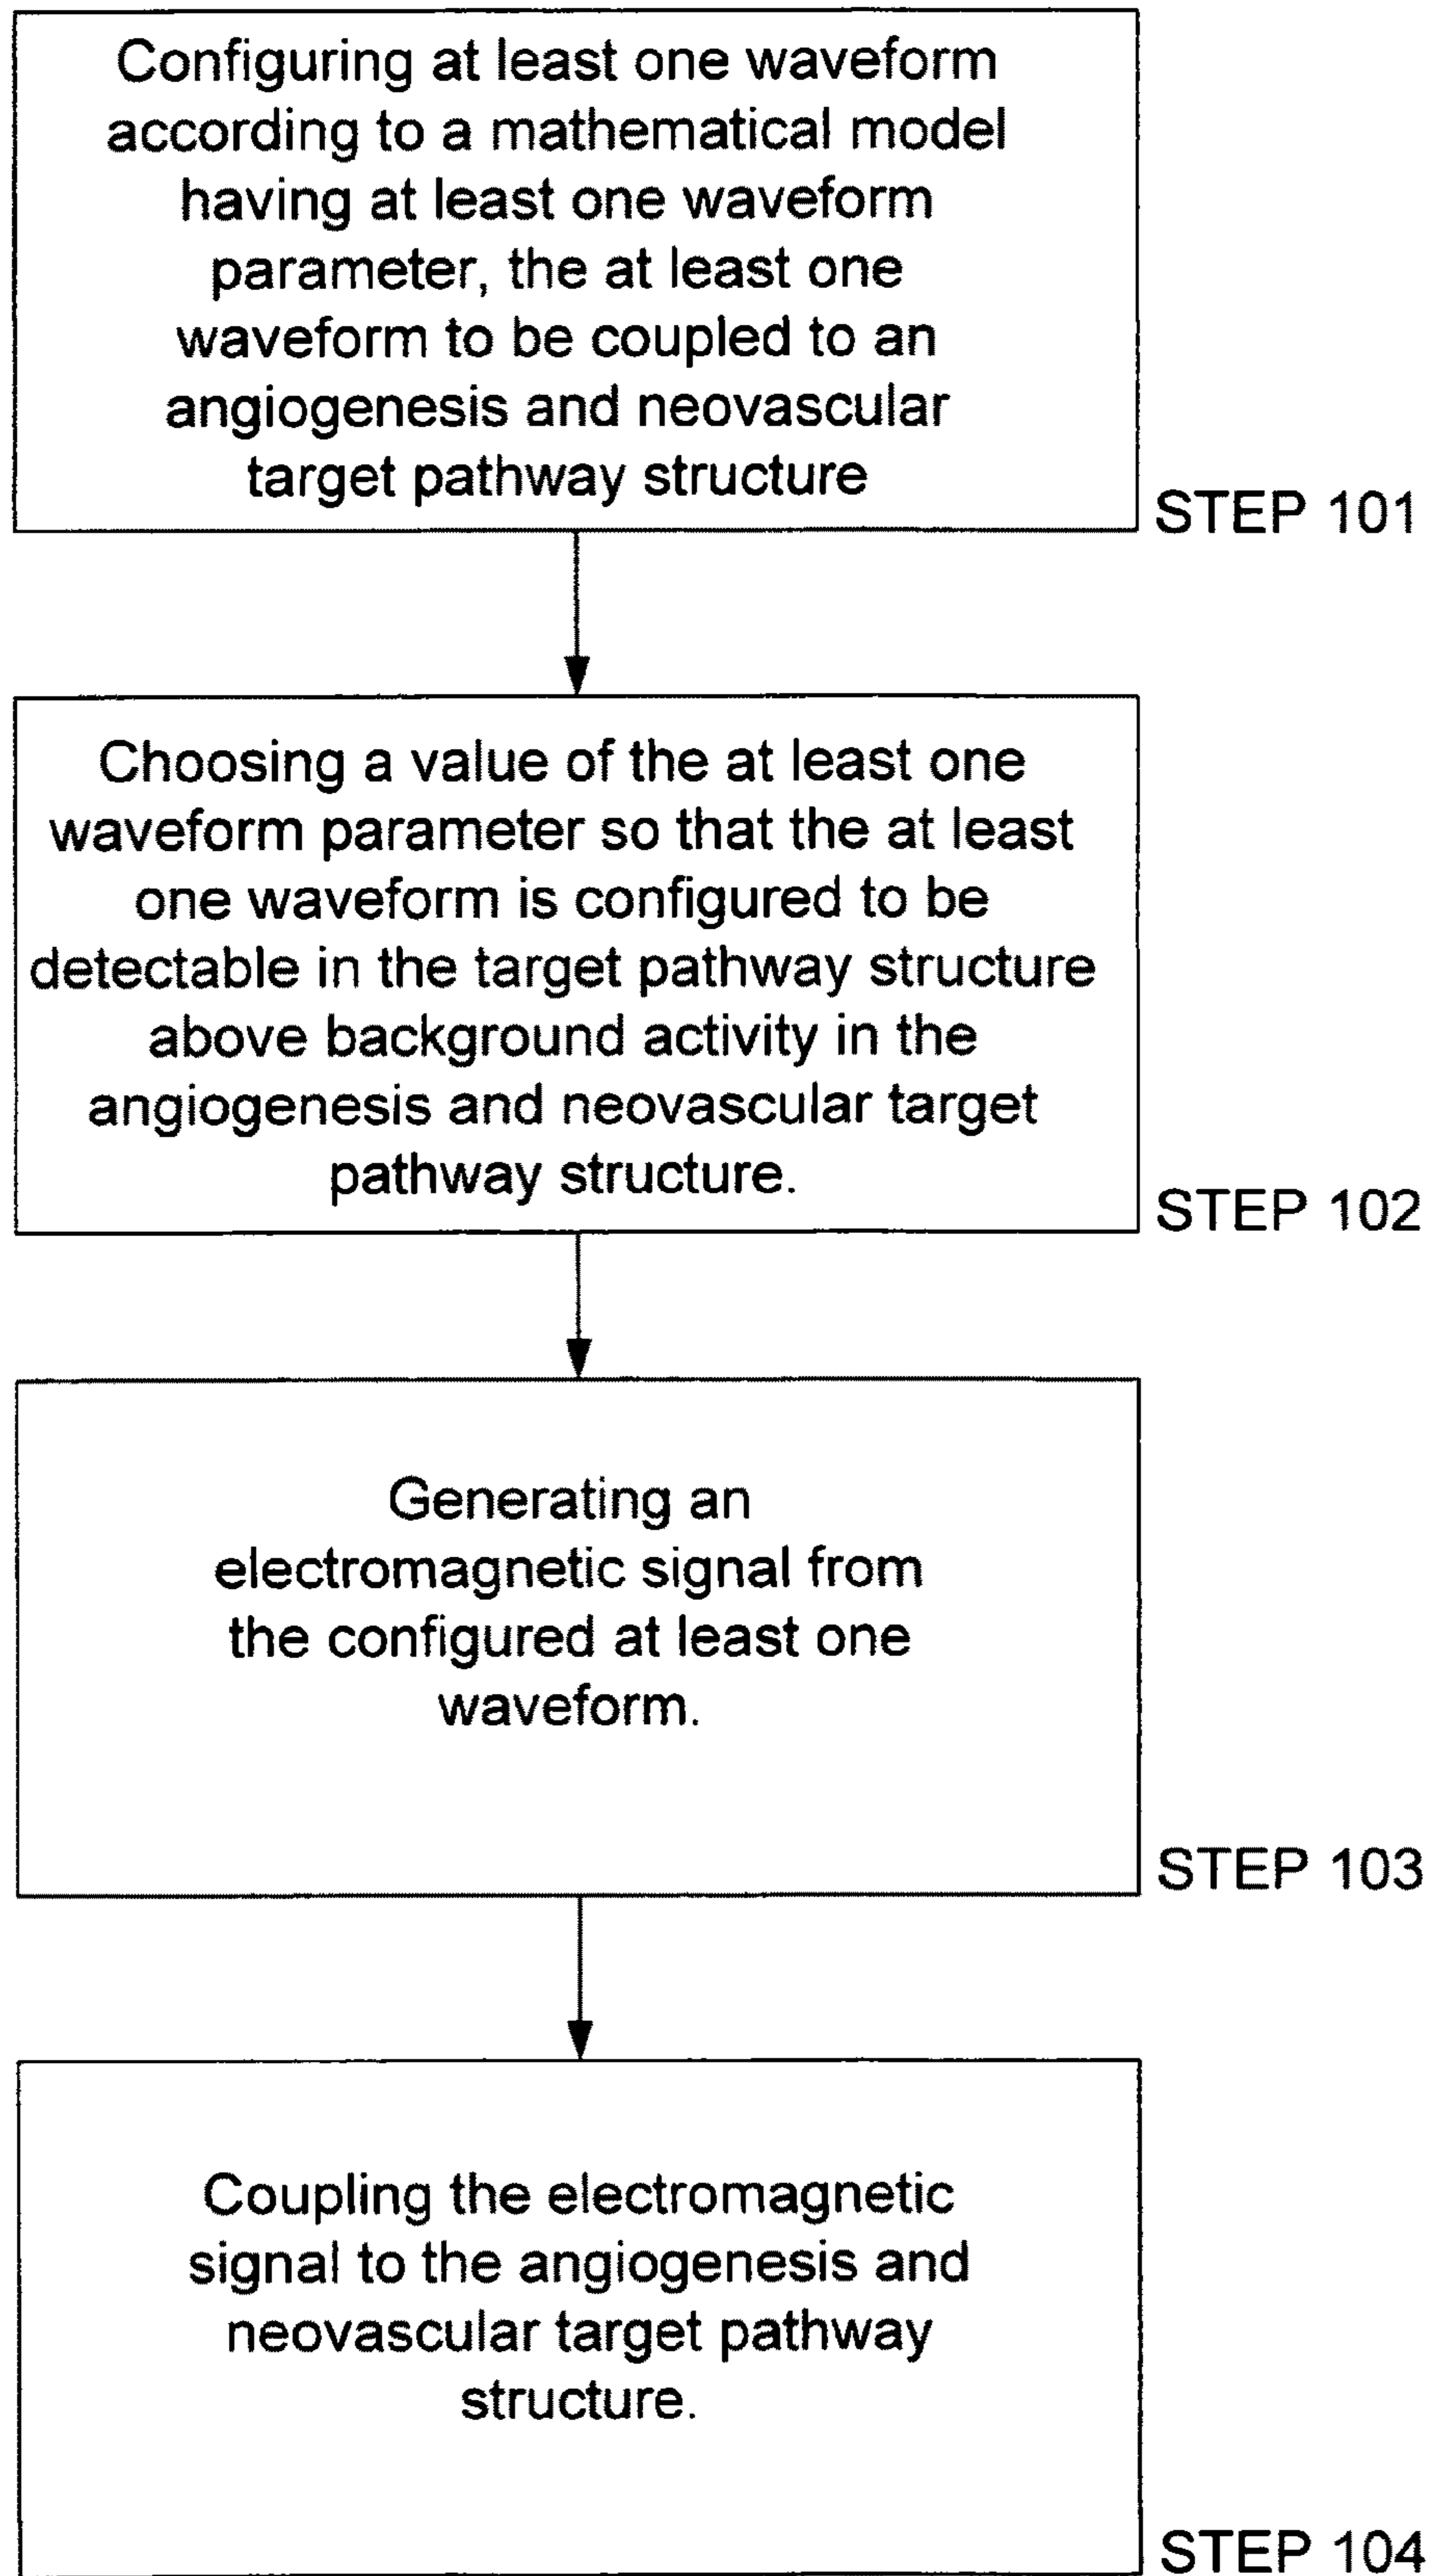 Configuring at least one waveform
according to a mathematical model
having at least one waveform
parameter, the at least one
waveform to be coupled to an
angiogenesis and neovascular
target pathway structure
STEP 101
Choosing a value of the at least one
waveform parameter so that the at least
one waveform is configured to be
detectable in the target pathway structure
above background activity in the
angiogenesis and neovascular target
pathway structure.
STEP 102
Generating an
electromagnetic signal from
the configured at least one
waveform.
STEP 103
Coupling the electromagnetic
signal to the angiogenesis and
neovascular target pathway
structure.
STEP 104